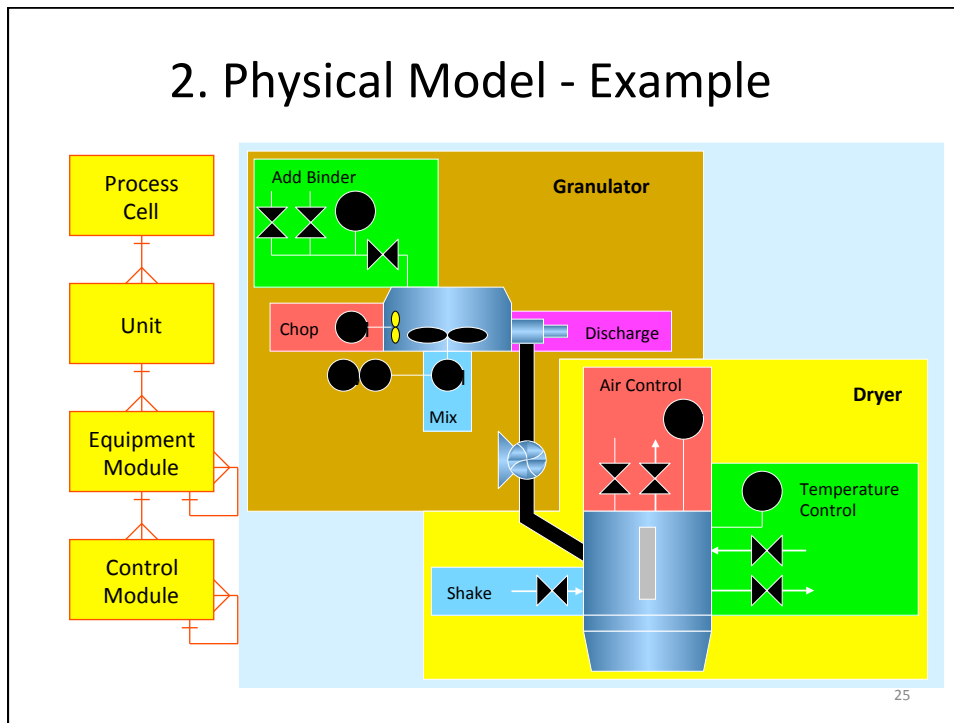 2. Physical Model - Example
Process
Cell
Unit
Equipment
Module
Control
Module
Add Binder
Granulator
Chop
Discharge
Mix
Air Control
Dryer
Temperature
Control
Shake
25